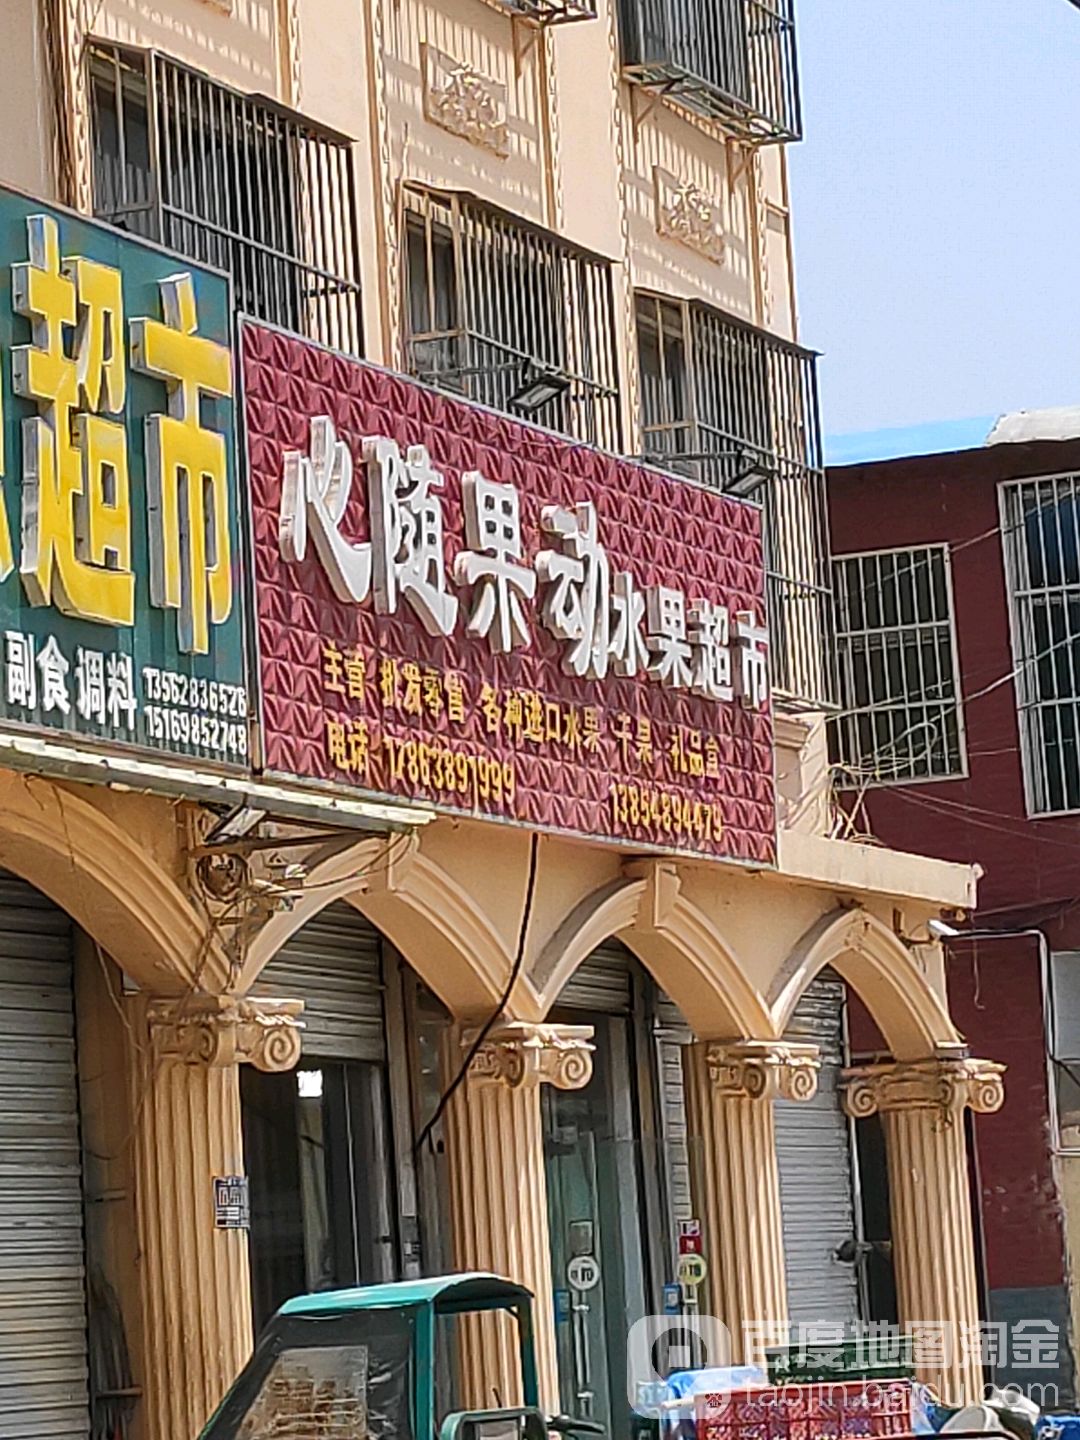 超市
副食 调料
13562836526
15169852748
心随果动水果超市
主营 批发零售 各种进口水果 干果 礼品盒
电话 17863891999 13854894479
百度地图淘金
taojin.baidu.com